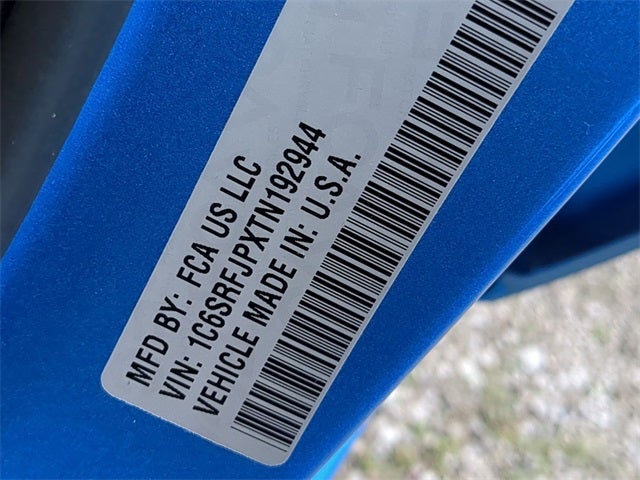 MFD BY: FCA US LLC
VIN: 1C6SRFJPXTN192944
VEHICLE MADE IN: U.S.A.